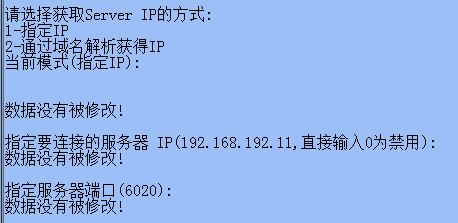 请选择获取Server IP的方式:
1-指定IP
2-通过域名解析获得IP
当前模式(指定IP):
数据没有被修改!
指定要连接的服务器 IP(192.168.192.11,直接输入0为禁用):
数据没有被修改!
指定服务器端口(6020):
数据没有被修改!